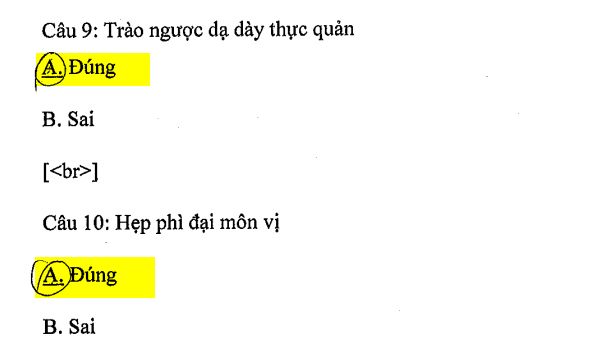 Câu 9: Trào ngược dạ dày thực quản
A. Đúng
B. Sai
[<br>]
Câu 10: Hẹp phì đại môn vị
A. Đúng
B. Sai